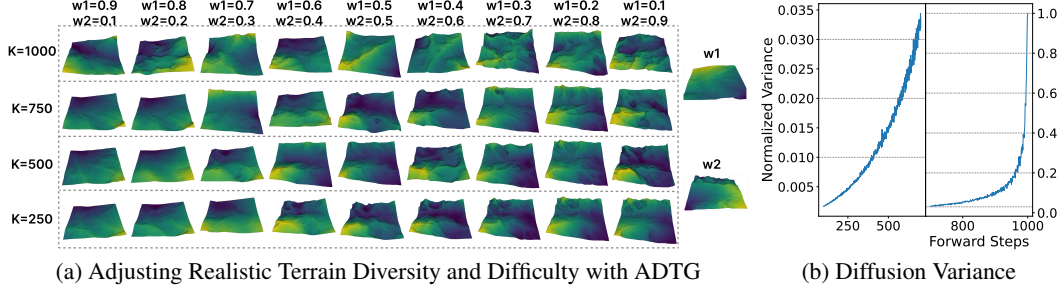 w1=0.9 w1=0.8 w1=0.7 w1=0.6 w1=0.5 w1=0.4 w1=0.3 w1=0.2 w1=0.1
w2=0.1 w2=0.2 w2=0.3 w2=0.4 w2=0.5 w2=0.6 w2=0.7 w2=0.8 w2=0.9
K=1000
K=750
K=500
K=250
w1
w2
(a) Adjusting Realistic Terrain Diversity and Difficulty with ADTG
Normalized Variance
0.035
0.030
0.025
0.020
0.015
0.010
0.005
1.0
0.8
0.6
0.4
0.2
0.0
250 500 800 1000
Forward Steps
(b) Diffusion Variance